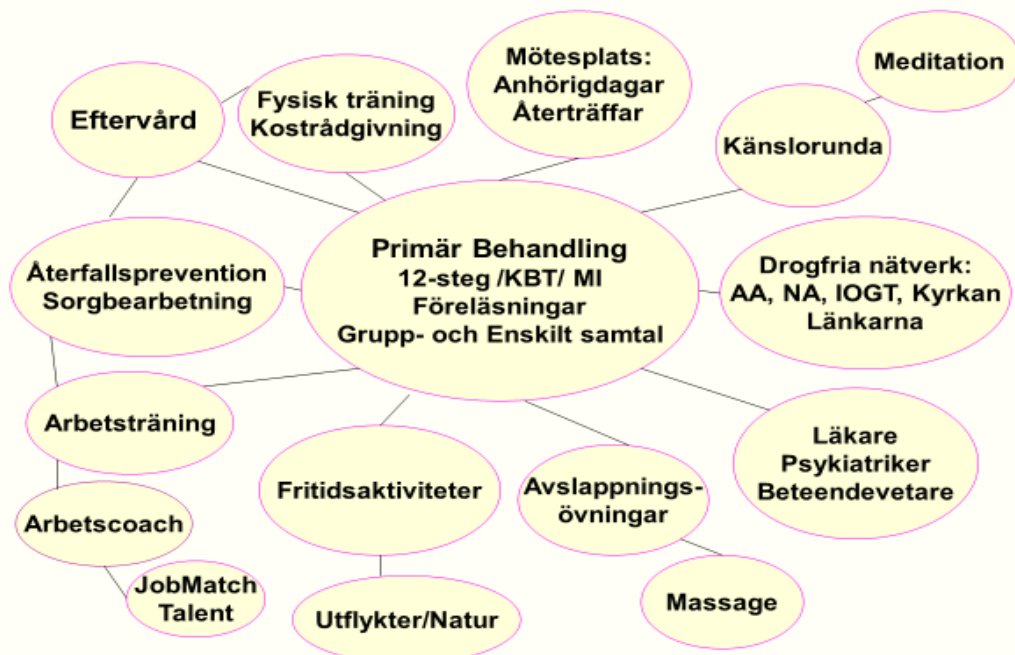 Mötesplats:
Anhörigdagar
Återträffar
Meditation
Eftervård
Fysisk träning
Kostrådgivning
Känslorunda
Primär Behandling
12-steg /KBT/ MI
Föreläsningar
Grupp- och Enskilt samtal
Återfallsprevention
Sorgbearbetning
Drogfria nätverk:
AA, NA, IOGT, Kyrkan
Länkarna
Arbetsträning
Läkare
Psykiatriker
Beteendevetare
Fritidsaktiviteter
Avslappnings-
övningar
Arbetscoach
JobMatch
Talent
Utflykter/Natur
Massage